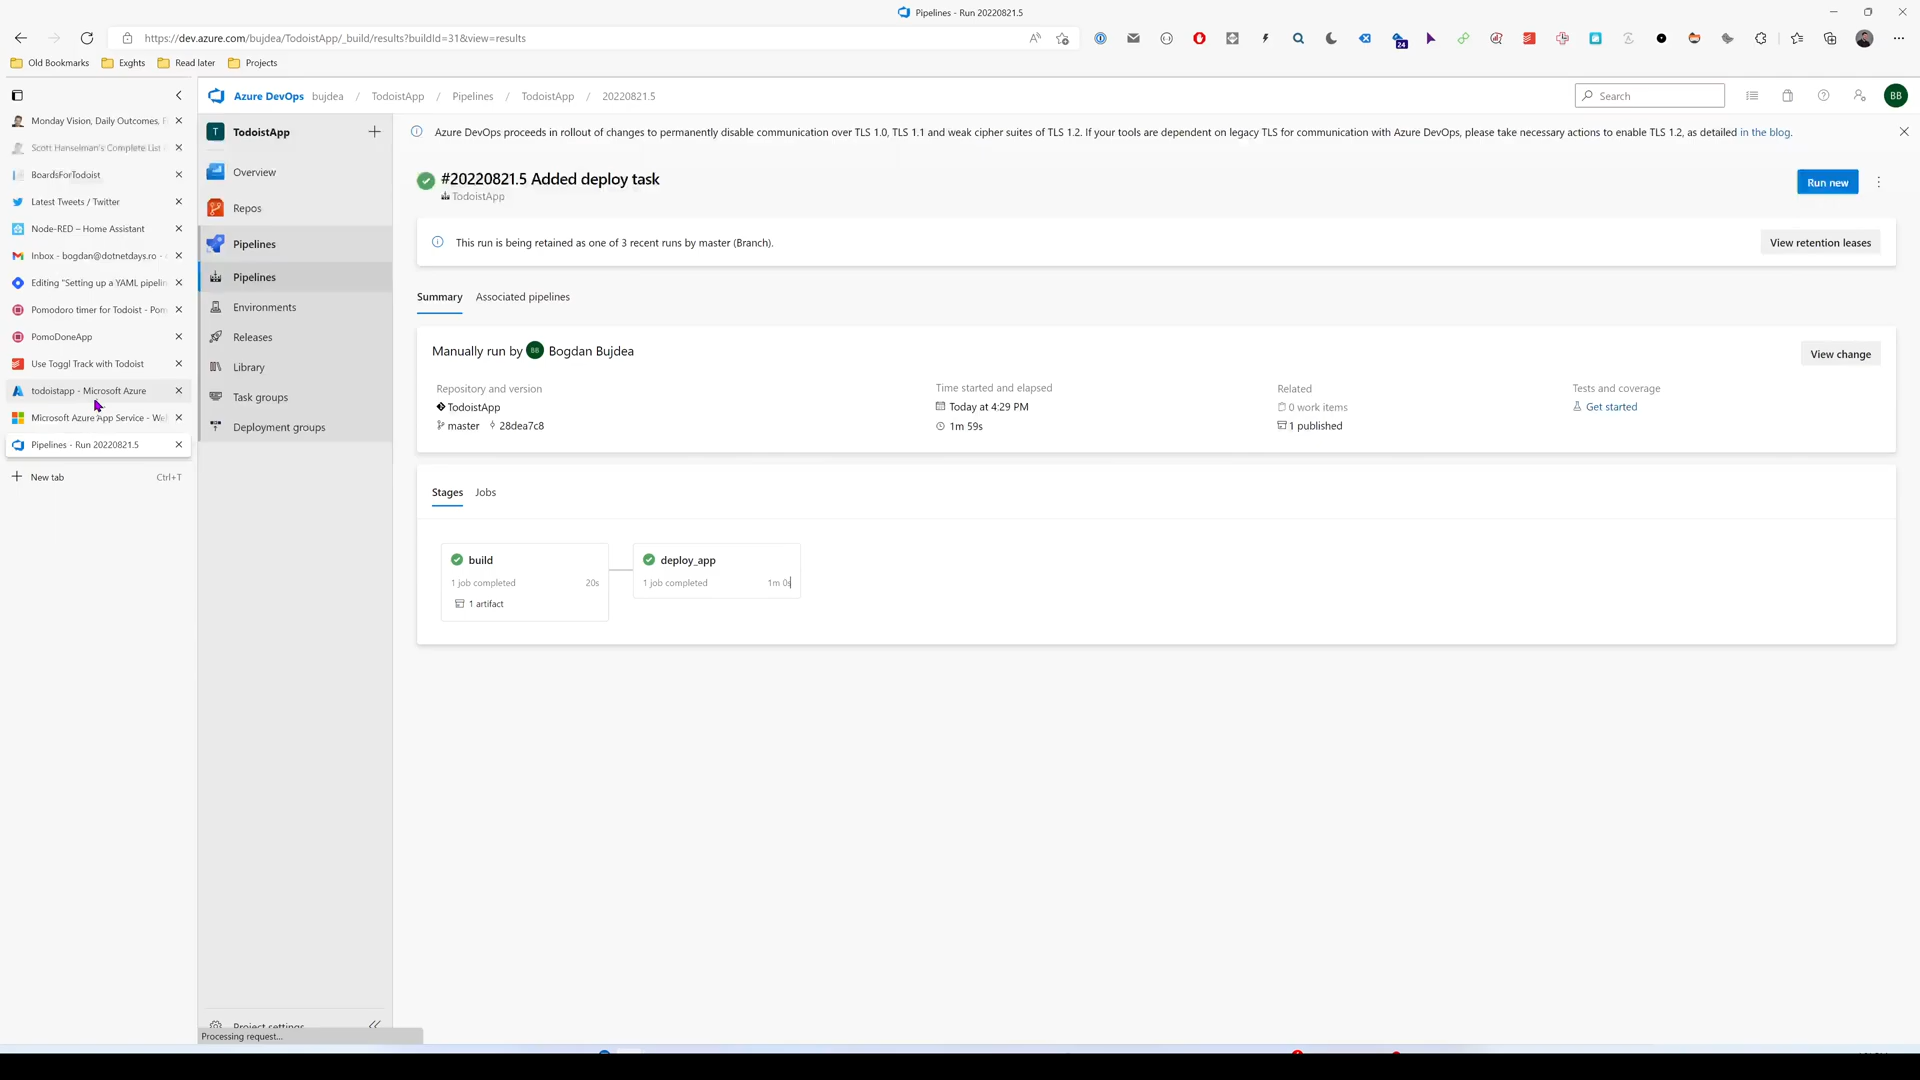 Pipelines - Run 20220821.5
https://dev.azure.com/bujdea/TodoistApp/_build/results?buildId=31&view=results
24
Old Bookmarks
Exghts
Read later
Projects
Monday Vision, Daily Outcomes, F
Scott Hanselman's Complete List
BoardsForTodoist
Latest Tweets / Twitter
Node-RED – Home Assistant
Inbox - bogdan@dotnetdays.ro -
Editing "Setting up a YAML pipelin
Pomodoro timer for Todoist - Pom
PomoDoneApp
Use Toggl Track with Todoist
todoistapp - Microsoft Azure
Microsoft Azure App Service - We
Pipelines - Run 20220821.5
New tab
Ctrl+T
Azure DevOps
bujdea / TodoistApp / Pipelines / TodoistApp / 20220821.5
Search
BB
T
TodoistApp
Overview
Repos
Pipelines
Pipelines
Environments
Releases
Library
Task groups
Deployment groups
Project settings
Processing request...
Azure DevOps proceeds in rollout of changes to permanently disable communication over TLS 1.0, TLS 1.1 and weak cipher suites of TLS 1.2. If your tools are dependent on legacy TLS for communication with Azure DevOps, please take necessary actions to enable TLS 1.2, as detailed in the blog.
#20220821.5 Added deploy task
TodoistApp
Run new
This run is being retained as one of 3 recent runs by master (Branch).
View retention leases
Summary
Associated pipelines
Manually run by BB Bogdan Bujdea
View change
Repository and version
TodoistApp
master 28dea7c8
Time started and elapsed
Today at 4:29 PM
1m 59s
Related
0 work items
1 published
Tests and coverage
Get started
Stages
Jobs
build
1 job completed 20s
1 artifact
deploy_app
1 job completed 1m 0s